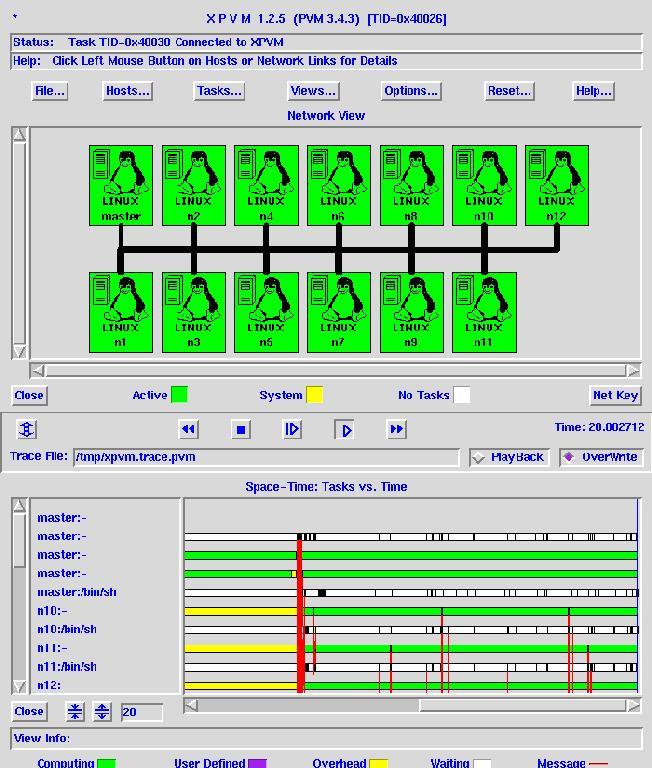 * X P V M 1.2.5 (PVM 3.4.3) [TID=0x40026]
Status: Task TID=0x40030 Connected to XPVM
Help: Click Left Mouse Button on Hosts or Network Links for Details
File... Hosts... Tasks... Views... Options... Reset... Help...
Network View
LINUX LINUX LINUX LINUX LINUX LINUX LINUX
master n2 n4 n6 n8 n10 n12
LINUX LINUX LINUX LINUX LINUX LINUX
n1 n3 n5 n7 n9 n11
Close Active System No Tasks Net Key
Time: 20.002712
Trace File: /tmp/xpvm.trace.pvm PlayBack OverWrite
Space-Time: Tasks vs. Time
master:-
master:-
master:-
master:-
master:/bin/sh
n10:-
n10:/bin/sh
n11:-
n11:/bin/sh
n12:
Close 20
View Info:
Computing User Defined Overhead Waiting Message